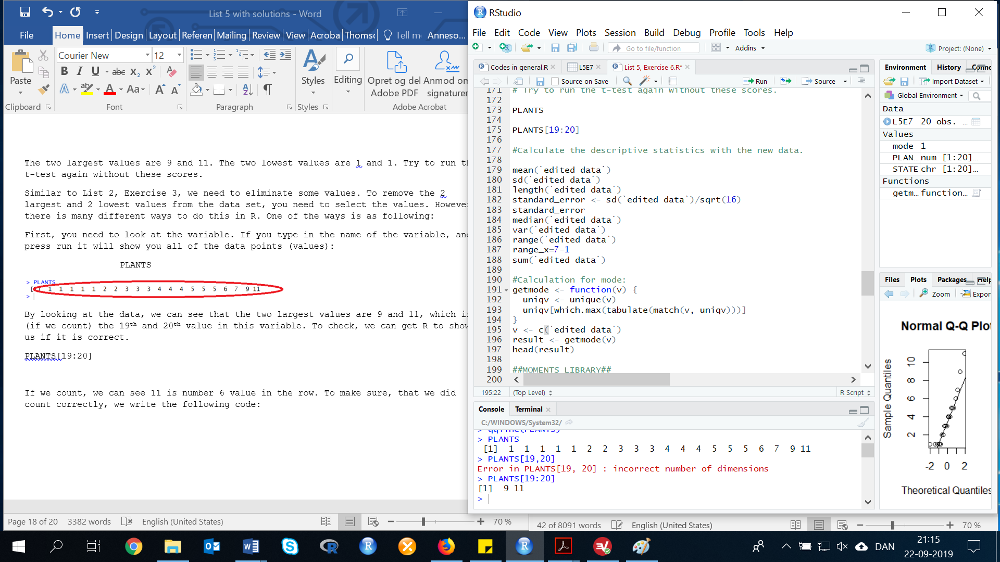 List 5 with solutions - Word
File Home Insert Design Layout Referen Mailing Review View Acroba Thoms Tell m Anneso...
Courier New 12
Paste
Styles
Editing
Opret og del Adobe PDF
Anmod om signaturer
Clipboard Font Paragraph Styles Adobe Acrobat
The two largest values are 9 and 11. The two lowest values are 1 and 1. Try to run th
t-test again without these scores.
Similar to List 2, Exercise 3, we need to eliminate some values. To remove the 2
largest and 2 lowest values from the data set, you need to select the values. However
there is many different ways to do this in R. One of the ways is as following:
First, you need to look at the variable. If you type in the name of the variable, and
press run it will show you all of the data points (values):
PLANTS
> PLANTS
[1] 1 1 1 1 1 2 2 3 3 3 4 4 4 5 5 5 6 7 9 11
>
By looking at the data, we can see that the two largest values are 9 and 11, which is
(if we count) the 19th and 20th value in this variable. To check, we can get R to show
us if it is correct.
PLANTS[19:20]
If we count, we can see 11 is number 6 value in the row. To make sure, that we did
count correctly, we write the following code:
Page 18 of 20 3382 words English (United States) 70 %
RStudio
File Edit Code View Plots Session Build Debug Profile Tools Help
Go to file/function Addins Project: (None)
Codes in general.R L5E7 List 5, Exercise 6.R*
Source on Save Run Source
171 # Try to run the t-test again without these scores.
172
173 PLANTS
174
175 PLANTS[19:20]
176
177 #Calculate the descriptive statistics with the new data.
178
179 mean(`edited data`)
180 sd(`edited data`)
181 length(`edited data`)
182 standard_error <- sd(`edited data`)/sqrt(16)
183 standard_error
184 median(`edited data`)
185 var(`edited data`)
186 range(`edited data`)
187 range_x=7-1
188 sum(`edited data`)
189
190 #Calculation for mode:
191 getmode <- function(v) {
192 uniqv <- unique(v)
193 uniqv[which.max(tabulate(match(v, uniqv)))]
194 }
195 v <- c(`edited data`)
196 result <- getmode(v)
197 head(result)
198
199 ##MOMENTS LIBRARY##
200
195:22 (Top Level) R Script
Console Terminal
C:/WINDOWS/System32/
> qqline(PLANTS)
> PLANTS
[1] 1 1 1 1 1 2 2 3 3 3 4 4 4 5 5 5 6 7 9 11
> PLANTS[19,20]
Error in PLANTS[19, 20] : incorrect number of dimensions
> PLANTS[19:20]
[1] 9 11
>
Environment History Conne
Import Dataset
Global Environment
Data
L5E7 20 obs. ...
Values
mode 1
PLAN… num [1:20]…
STATE chr [1:20]…
Functions
getm… function…
Files Plots Packages Help
Zoom Expor
Normal Q-Q Plot
Sample Quantiles
2 4 6 8 10
-2 0 2
Theoretical Quantiles
42 of 8091 words English (United States) 70 %
DAN
21:15
22-09-2019